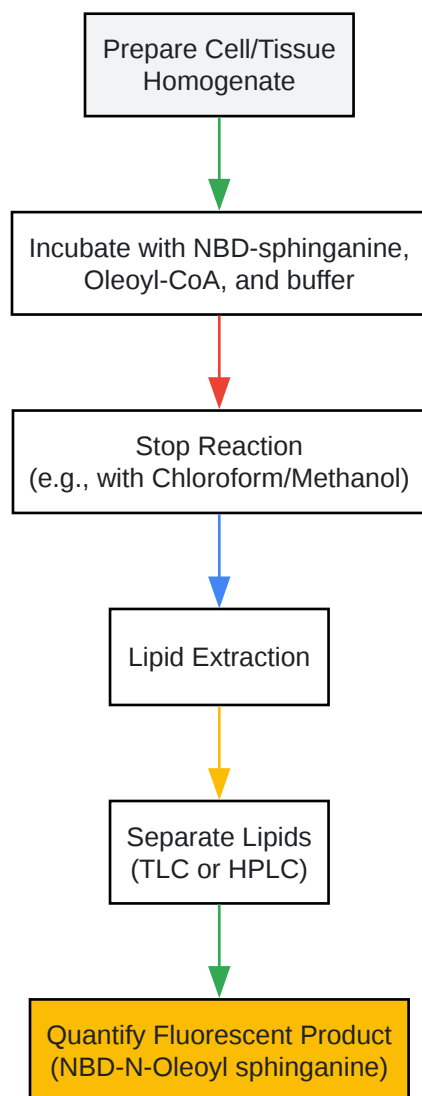 Prepare Cell/Tissue
Homogenate
Incubate with NBD-sphinganine,
Oleoyl-CoA, and buffer
Stop Reaction
(e.g., with Chloroform/Methanol)
Lipid Extraction
Separate Lipids
(TLC or HPLC)
Quantify Fluorescent Product
(NBD-N-Oleoyl sphinganine)